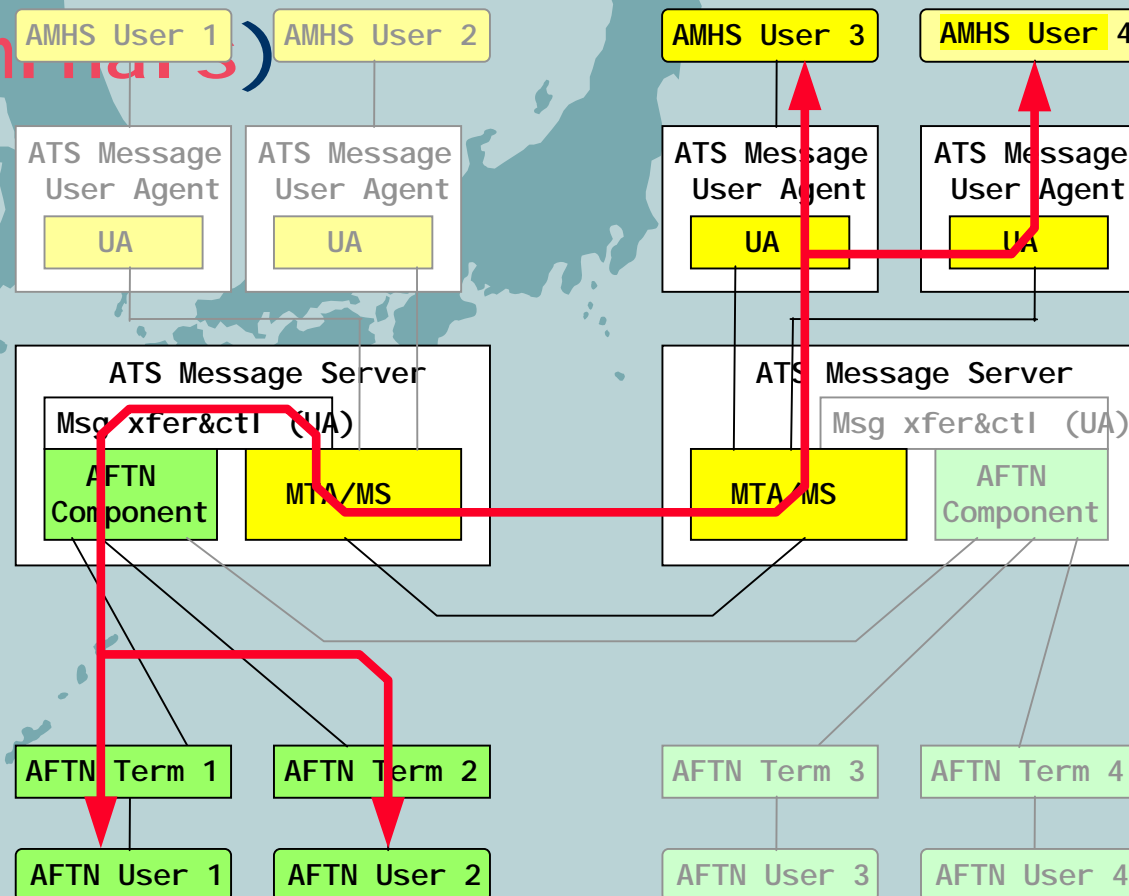 AMHS User 1
AMHS User 2
AMHS User 3
AMHS User 4
ATS Message
User Agent
UA
ATS Message
User Agent
UA
ATS Message
User Agent
UA
ATS Message
User Agent
UA
ATS Message Server
Msg xfer&ctl (UA)
AFTN
Component
MTA/MS
ATS Message Server
Msg xfer&ctl (UA)
MTA/MS
AFTN
Component
AFTN Term 1
AFTN Term 2
AFTN Term 3
AFTN Term 4
AFTN User 1
AFTN User 2
AFTN User 3
AFTN User 4